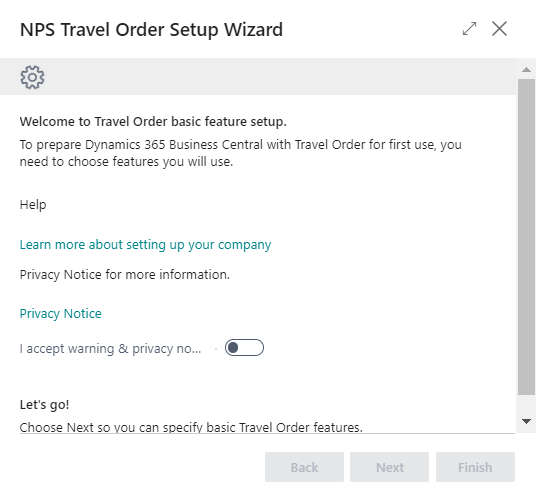 NPS Travel Order Setup Wizard
Welcome to Travel Order basic feature setup.
To prepare Dynamics 365 Business Central with Travel Order for first use, you
need to choose features you will use.
Help
Learn more about setting up your company
Privacy Notice for more information.
Privacy Notice
I accept warning & privacy no...
Let's go!
Choose Next so you can specify basic Travel Order features.
Back
Next
Finish